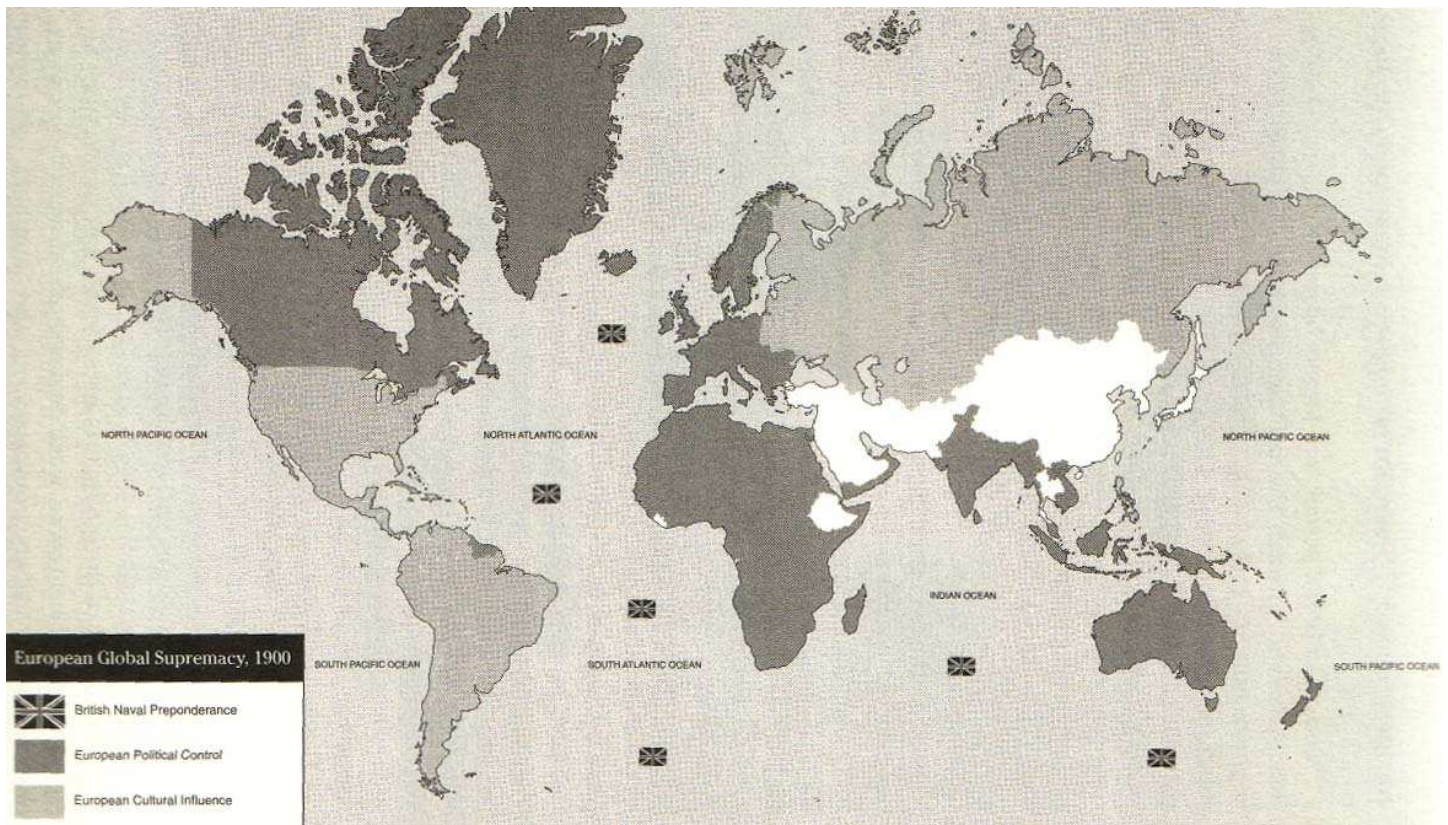 NORTH PACIFIC OCEAN
NORTH ATLANTIC OCEAN
NORTH PACIFIC OCEAN
INDIAN OCEAN
SOUTH PACIFIC OCEAN
SOUTH ATLANTIC OCEAN
SOUTH PACIFIC OCEAN
European Global Supremacy, 1900
British Naval Preponderance
European Political Control
European Cultural Influence